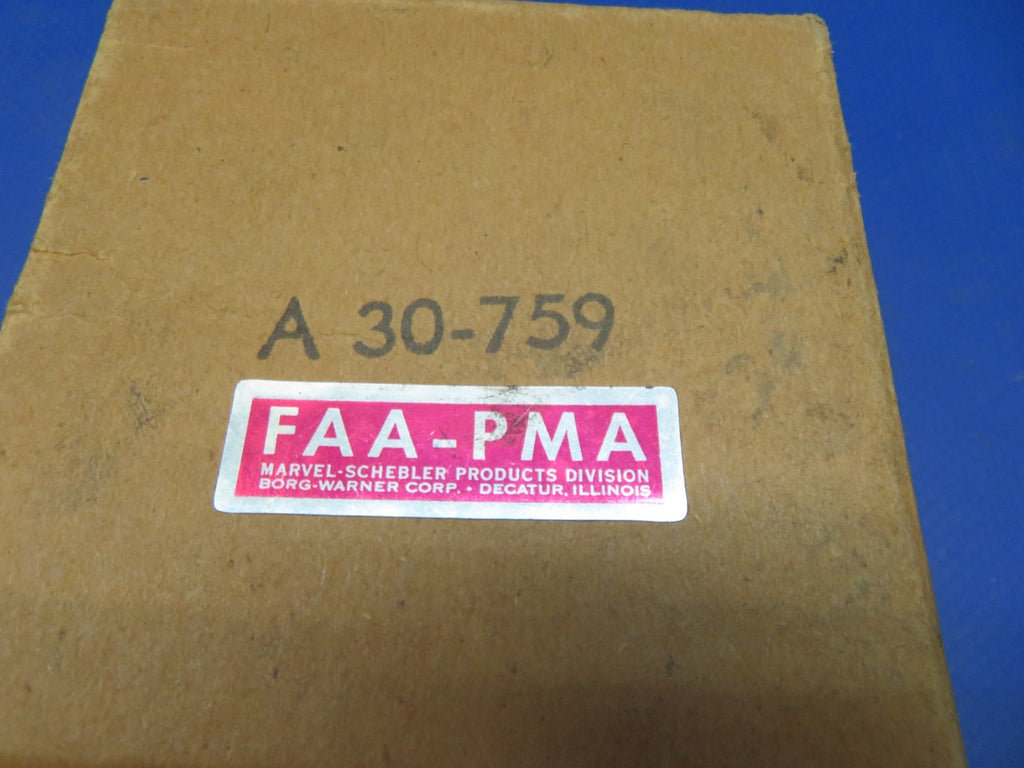 A 30-759
FAA-PMA
MARVEL-SCHEBLER PRODUCTS DIVISION
BORG-WARNER CORP. • DECATUR, ILLINOIS